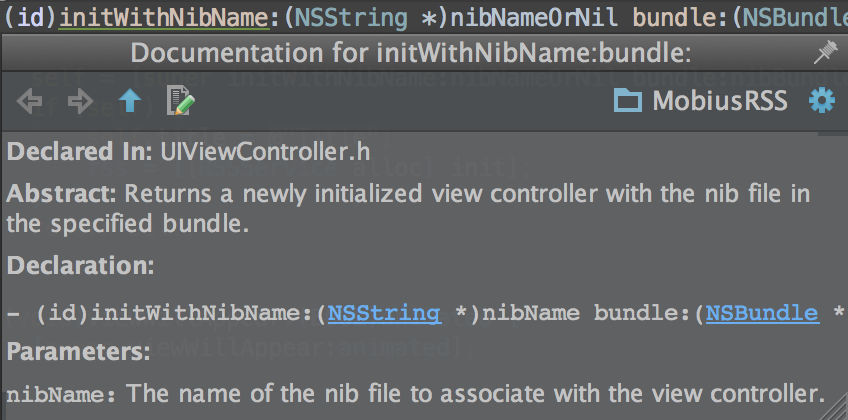 (id)initWithNibName:(NSString *)nibNameOrNil bundle:(NSBundle
Documentation for initWithNibName:bundle:
MobiusRSS
Declared In: UIViewController.h
Abstract: Returns a newly initialized view controller with the nib file in
the specified bundle.
Declaration:
- (id)initWithNibName:(NSString *)nibName bundle:(NSBundle *
Parameters:
nibName: The name of the nib file to associate with the view controller.